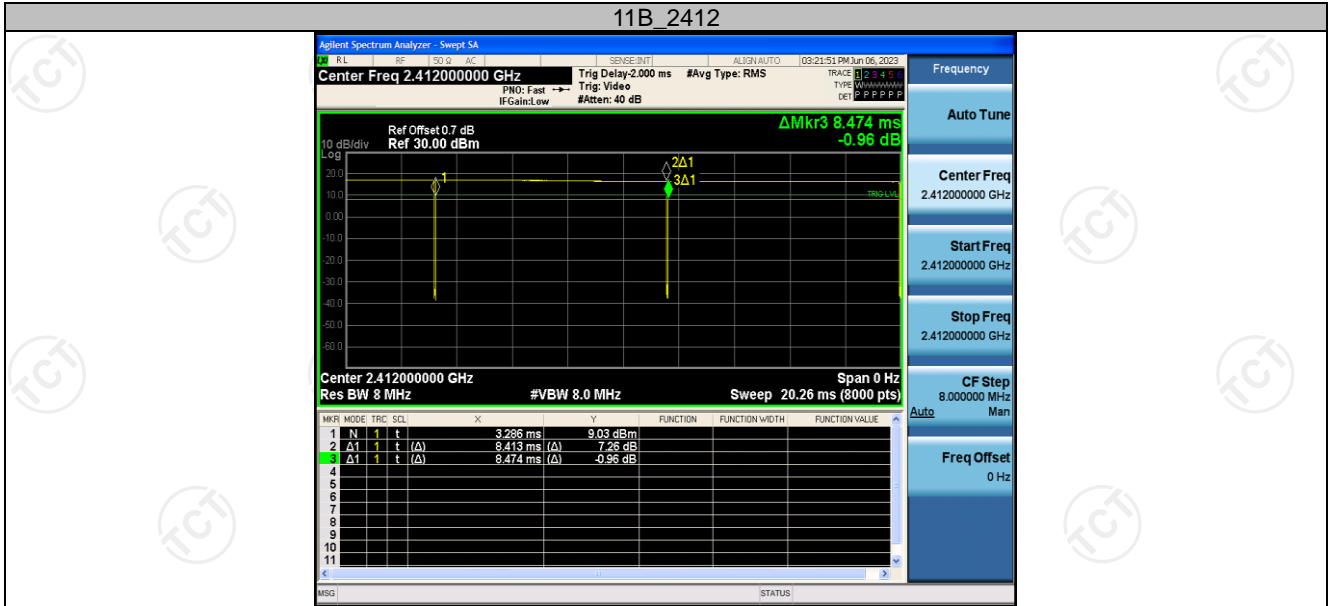 11B_2412
Agilent Spectrum Analyzer - Swept SA
RL RF 50 Ω AC SENSE:INT ALIGN AUTO 03:21:51 PM Jun 06, 2023
Center Freq 2.412000000 GHz
PNO: Fast
IFGain:Low
Trig Delay-2.000 ms
Trig: Video
#Atten: 40 dB
#Avg Type: RMS
TRACE 1 2 3 4 5 6
TYPE W
DET P P P P P P
Frequency
Auto Tune
Center Freq
2.412000000 GHz
Start Freq
2.412000000 GHz
Stop Freq
2.412000000 GHz
CF Step
8.000000 MHz
Auto Man
Freq Offset
0 Hz
ΔMkr3 8.474 ms
-0.96 dB
Ref Offset 0.7 dB
10 dB/div Ref 30.00 dBm
Log
20.0
10.0
0.00
-10.0
-20.0
-30.0
-40.0
-50.0
-60.0
1
2Δ1
3Δ1
TRIG LVL
Center 2.412000000 GHz Span 0 Hz
Res BW 8 MHz #VBW 8.0 MHz Sweep 20.26 ms (8000 pts)
MKR MODE TRC SCL X Y FUNCTION FUNCTION WIDTH FUNCTION VALUE
1 N 1 t 3.286 ms 9.03 dBm
2 Δ1 1 t (Δ) 8.413 ms (Δ) 7.26 dB
3 Δ1 1 t (Δ) 8.474 ms (Δ) -0.96 dB
4
5
6
7
8
9
10
11
MSG STATUS
TCT
TCT
TCT
TCT
TCT
TCT
TCT
TCT